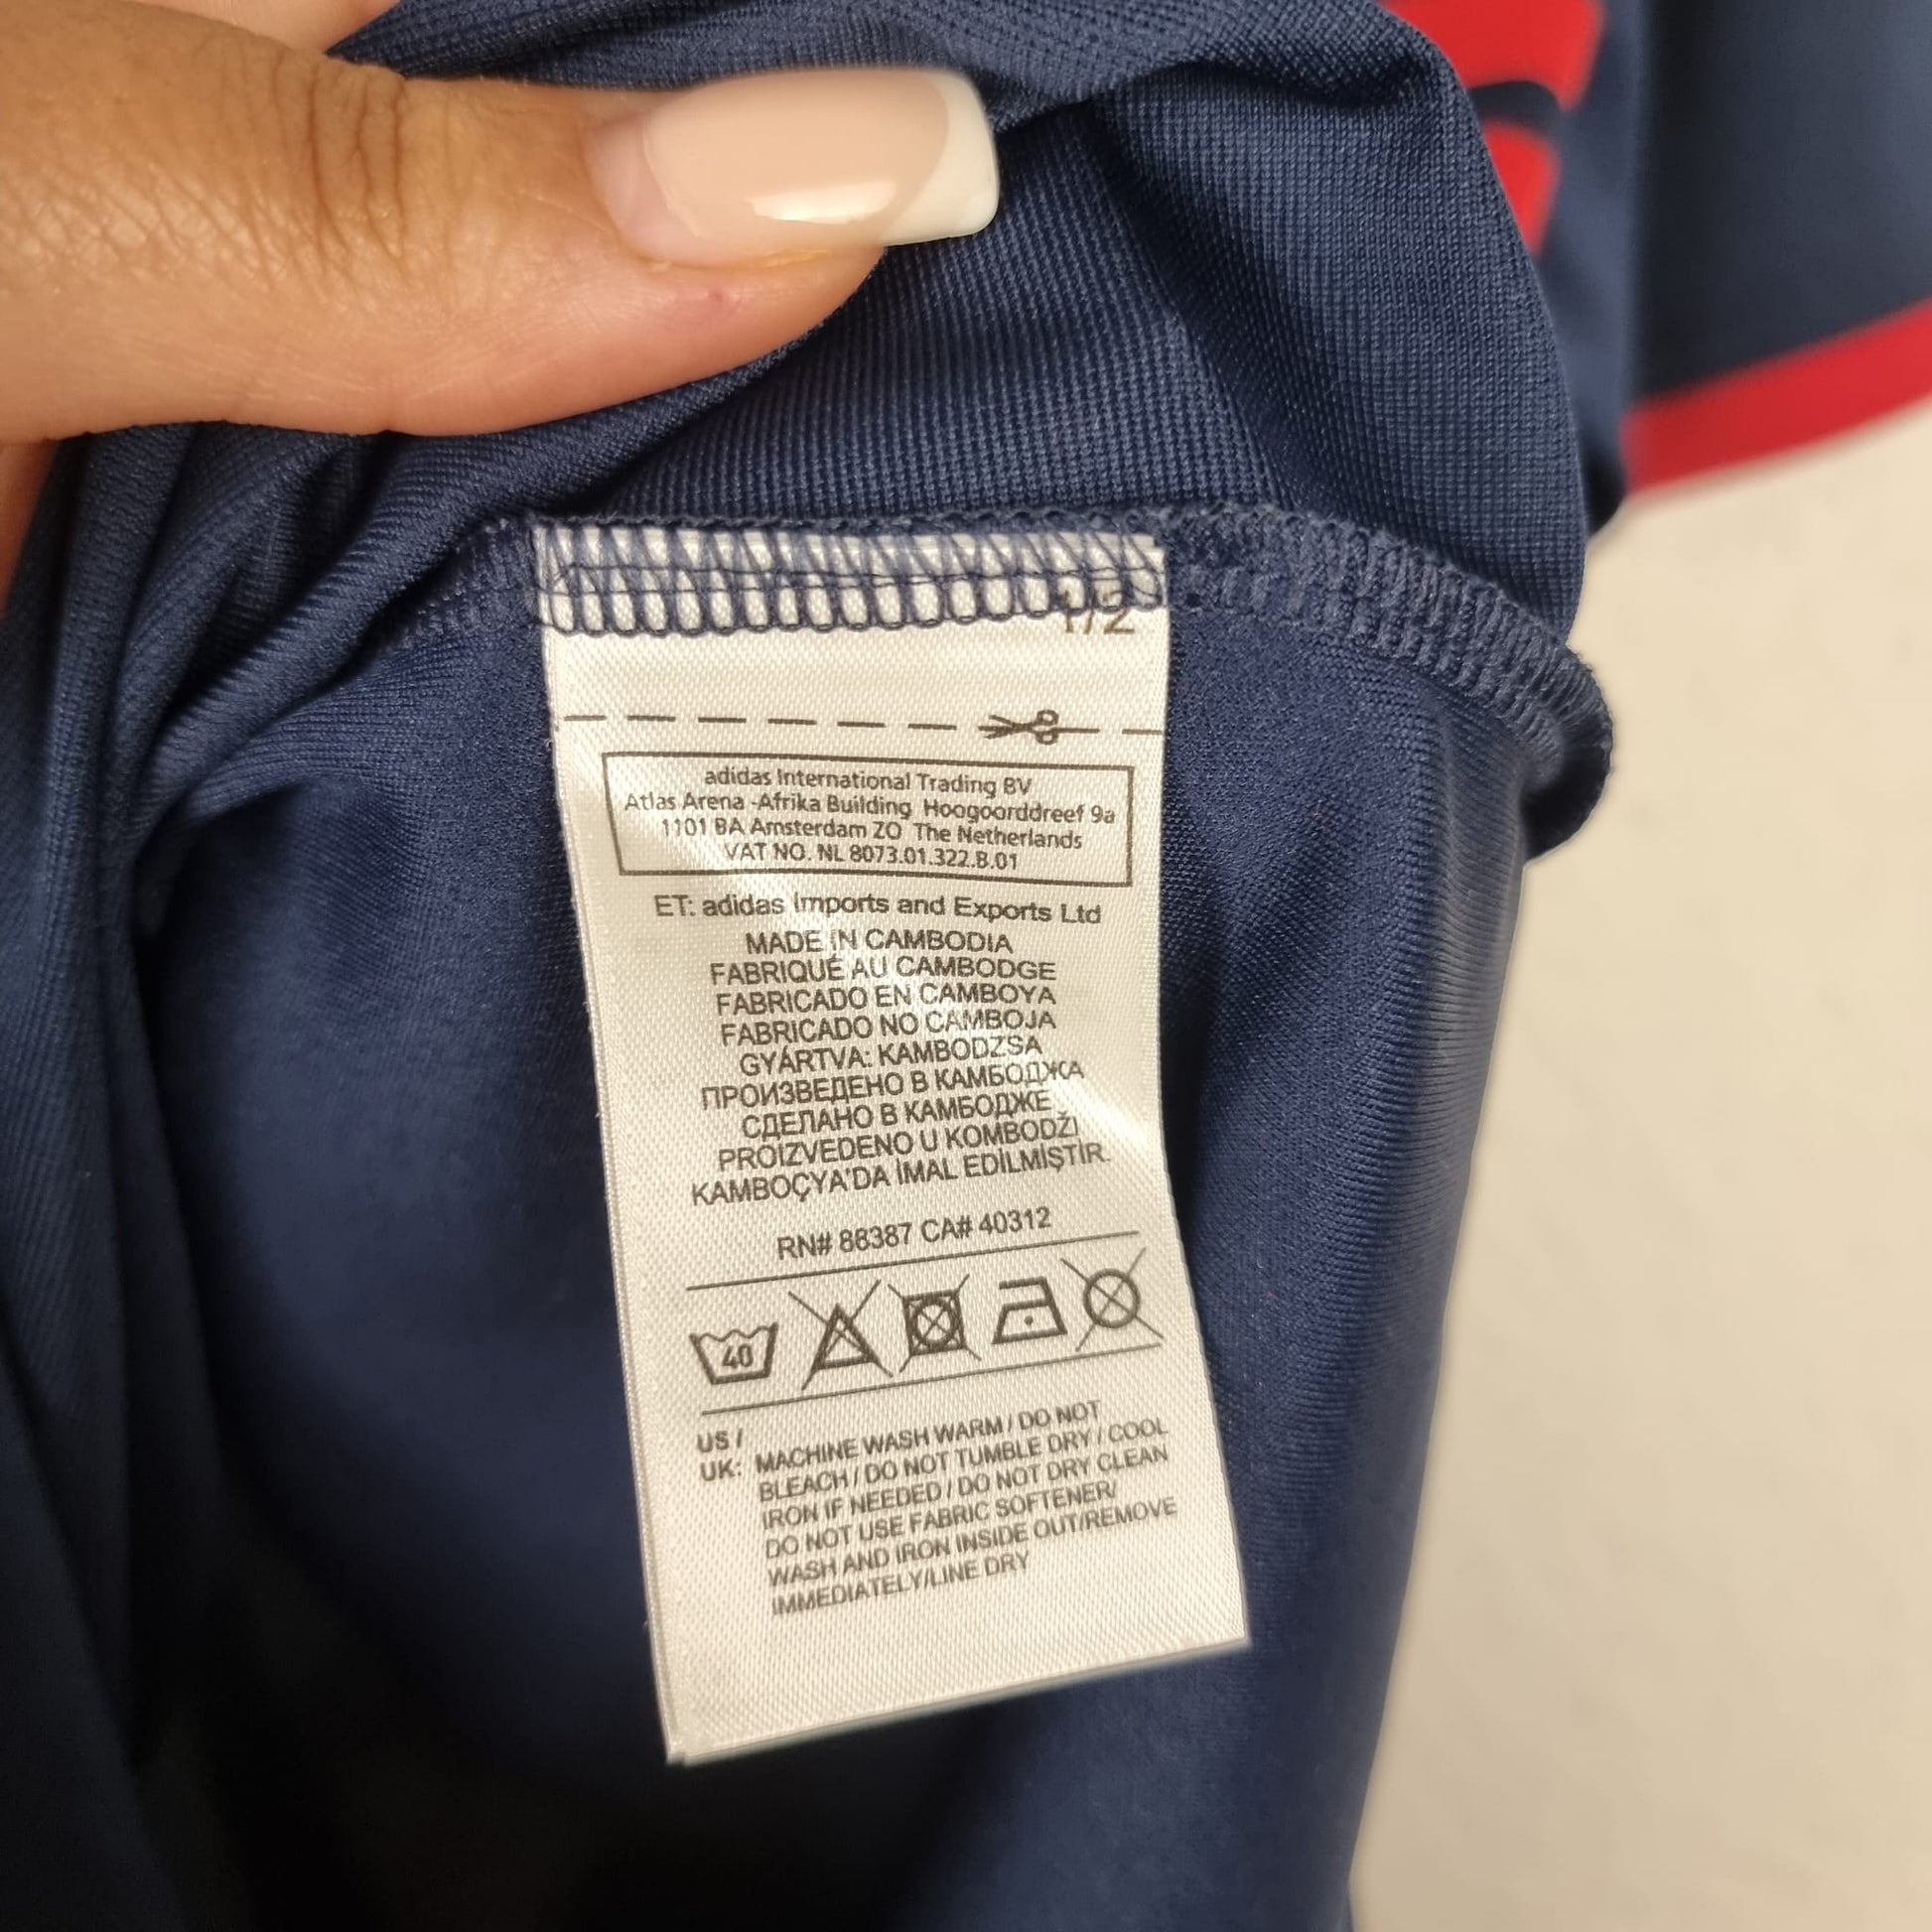 1/2
adidas International Trading BV
Atlas Arena -Afrika Building Hoogoorddreef 9a
1101 BA Amsterdam ZO The Netherlands
VAT NO. NL 8073.01.322.B.01
ET: adidas Imports and Exports Ltd
MADE IN CAMBODIA
FABRIQUÉ AU CAMBODGE
FABRICADO EN CAMBOYA
FABRICADO NO CAMBOJA
GYÁRTVA: KAMBODZSA
ПРОИЗВЕДЕНО В КАМБОДЖА
СДЕЛАНО В КАМБОДЖЕ
PROIZVEDENO U KOMBODŽI
KAMBOÇYA'DA İMAL EDİLMİŞTİR.
RN# 88387 CA# 40312
40
US /
UK: MACHINE WASH WARM / DO NOT
BLEACH / DO NOT TUMBLE DRY / COOL
IRON IF NEEDED / DO NOT DRY CLEAN
DO NOT USE FABRIC SOFTENER/
WASH AND IRON INSIDE OUT/REMOVE
IMMEDIATELY/LINE DRY